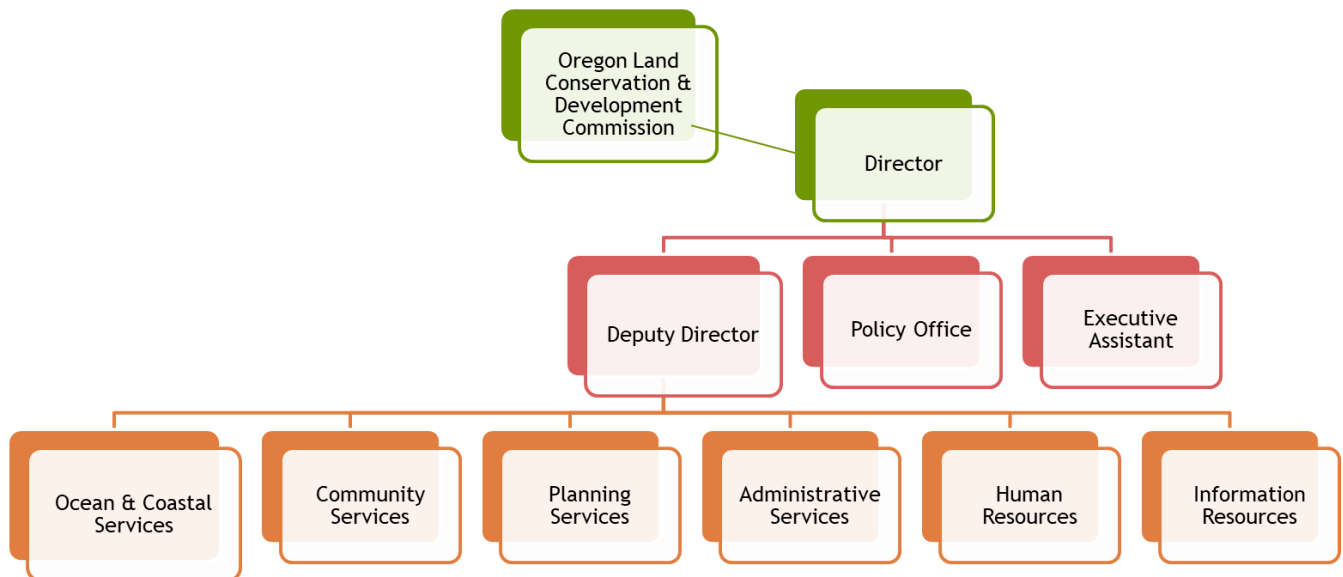 Oregon Land
Conservation &
Development
Commission
Director
Deputy Director
Policy Office
Executive
Assistant
Ocean & Coastal
Services
Community
Services
Planning
Services
Administrative
Services
Human
Resources
Information
Resources